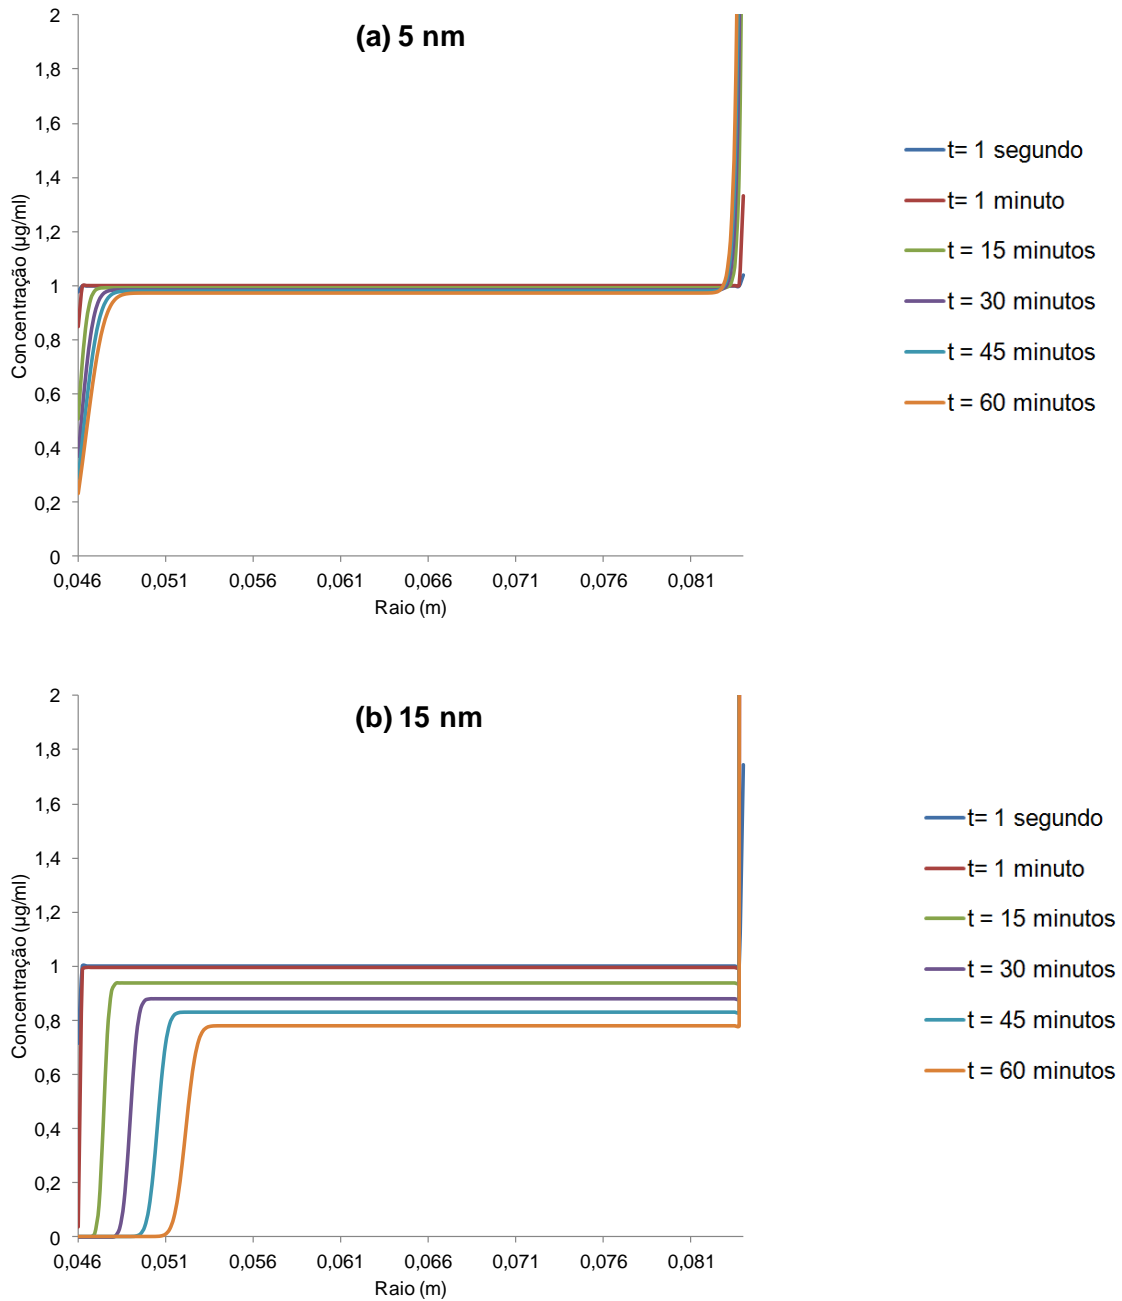 (a) 5 nm
2
1,8
1,6
1,4
1,2
1
0,8
0,6
0,4
0,2
0
Concentração (µg/ml)
0,046 0,051 0,056 0,061 0,066 0,071 0,076 0,081
Raio (m)
t= 1 segundo
t= 1 minuto
t = 15 minutos
t = 30 minutos
t = 45 minutos
t = 60 minutos
(b) 15 nm
2
1,8
1,6
1,4
1,2
1
0,8
0,6
0,4
0,2
0
Concentração (µg/ml)
0,046 0,051 0,056 0,061 0,066 0,071 0,076 0,081
Raio (m)
t= 1 segundo
t= 1 minuto
t = 15 minutos
t = 30 minutos
t = 45 minutos
t = 60 minutos